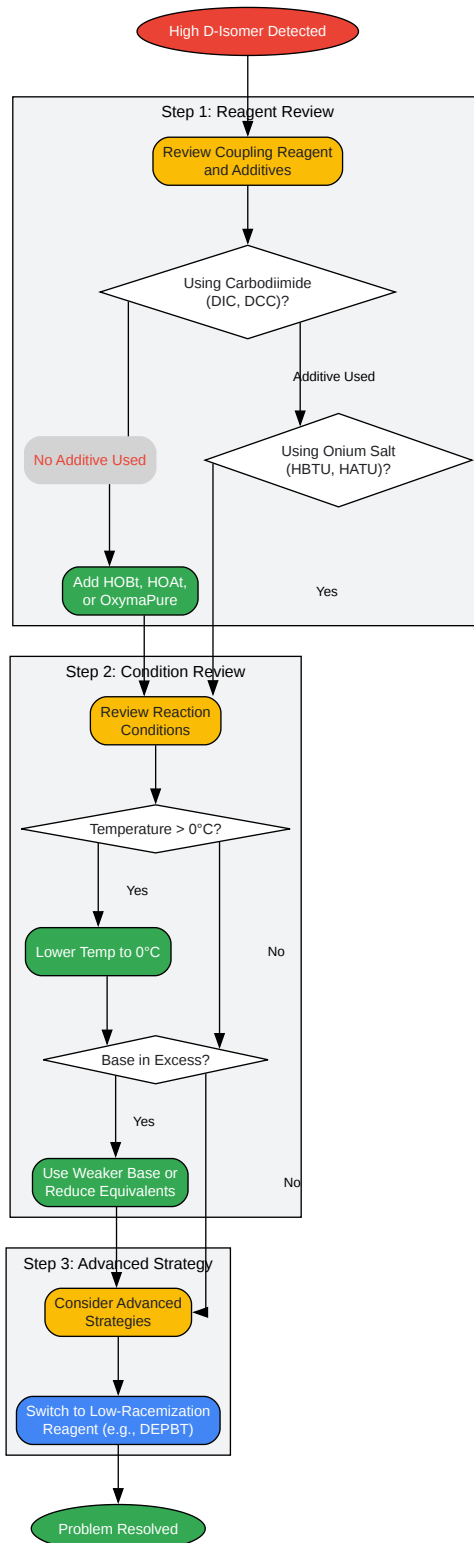 High D-Isomer Detected
Step 1: Reagent Review
Review Coupling Reagent
and Additives
Using Carbodiimide
(DIC, DCC)?
Additive Used
No Additive Used
Using Onium Salt
(HBTU, HATU)?
Add HOBt, HOAt,
or OxymaPure
Yes
Step 2: Condition Review
Review Reaction
Conditions
Temperature > 0°C?
Yes
Lower Temp to 0°C
No
Base in Excess?
Yes
Use Weaker Base or
Reduce Equivalents
No
Step 3: Advanced Strategy
Consider Advanced
Strategies
Switch to Low-Racemization
Reagent (e.g., DEPBT)
Problem Resolved